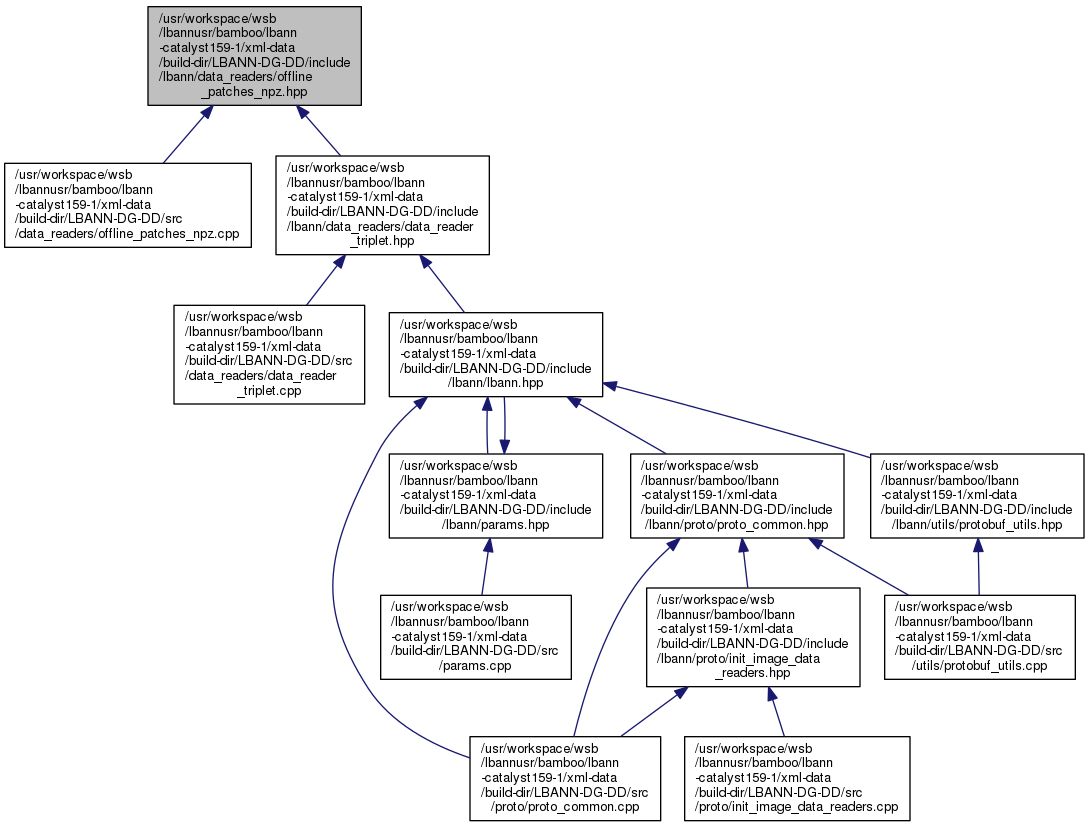 /usr/workspace/wsb
/lbannusr/bamboo/lbann
-catalyst159-1/xml-data
/build-dir/LBANN-DG-DD/include
/lbann/data_readers/offline
_patches_npz.hpp
/usr/workspace/wsb
/lbannusr/bamboo/lbann
-catalyst159-1/xml-data
/build-dir/LBANN-DG-DD/src
/data_readers/offline_patches_npz.cpp
/usr/workspace/wsb
/lbannusr/bamboo/lbann
-catalyst159-1/xml-data
/build-dir/LBANN-DG-DD/include
/lbann/data_readers/data_reader
_triplet.hpp
/usr/workspace/wsb
/lbannusr/bamboo/lbann
-catalyst159-1/xml-data
/build-dir/LBANN-DG-DD/src
/data_readers/data_reader
_triplet.cpp
/usr/workspace/wsb
/lbannusr/bamboo/lbann
-catalyst159-1/xml-data
/build-dir/LBANN-DG-DD/include
/lbann/lbann.hpp
/usr/workspace/wsb
/lbannusr/bamboo/lbann
-catalyst159-1/xml-data
/build-dir/LBANN-DG-DD/include
/lbann/params.hpp
/usr/workspace/wsb
/lbannusr/bamboo/lbann
-catalyst159-1/xml-data
/build-dir/LBANN-DG-DD/include
/lbann/proto/proto_common.hpp
/usr/workspace/wsb
/lbannusr/bamboo/lbann
-catalyst159-1/xml-data
/build-dir/LBANN-DG-DD/include
/lbann/utils/protobuf_utils.hpp
/usr/workspace/wsb
/lbannusr/bamboo/lbann
-catalyst159-1/xml-data
/build-dir/LBANN-DG-DD/src
/params.cpp
/usr/workspace/wsb
/lbannusr/bamboo/lbann
-catalyst159-1/xml-data
/build-dir/LBANN-DG-DD/include
/lbann/proto/init_image_data
_readers.hpp
/usr/workspace/wsb
/lbannusr/bamboo/lbann
-catalyst159-1/xml-data
/build-dir/LBANN-DG-DD/src
/utils/protobuf_utils.cpp
/usr/workspace/wsb
/lbannusr/bamboo/lbann
-catalyst159-1/xml-data
/build-dir/LBANN-DG-DD/src
/proto/proto_common.cpp
/usr/workspace/wsb
/lbannusr/bamboo/lbann
-catalyst159-1/xml-data
/build-dir/LBANN-DG-DD/src
/proto/init_image_data_readers.cpp